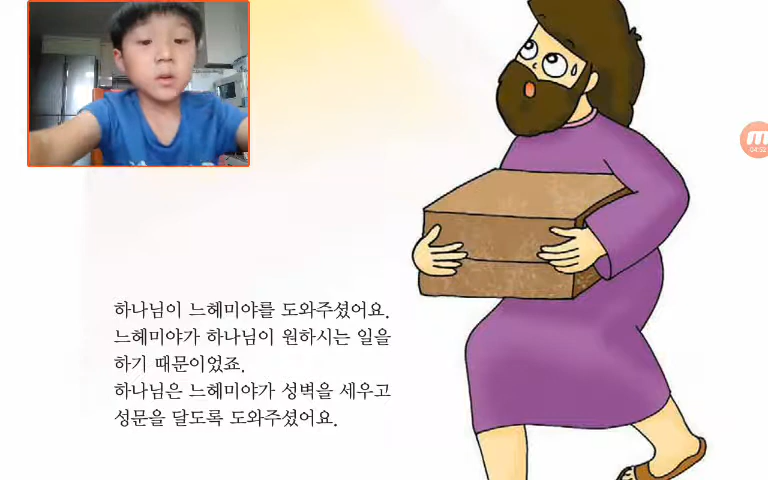 하나님이 느헤미야를 도와주셨어요.
느헤미야가 하나님이 원하시는 일을
하기 때문이었죠.
하나님은 느헤미야가 성벽을 세우고
성문을 달도록 도와주셨어요.
04:52